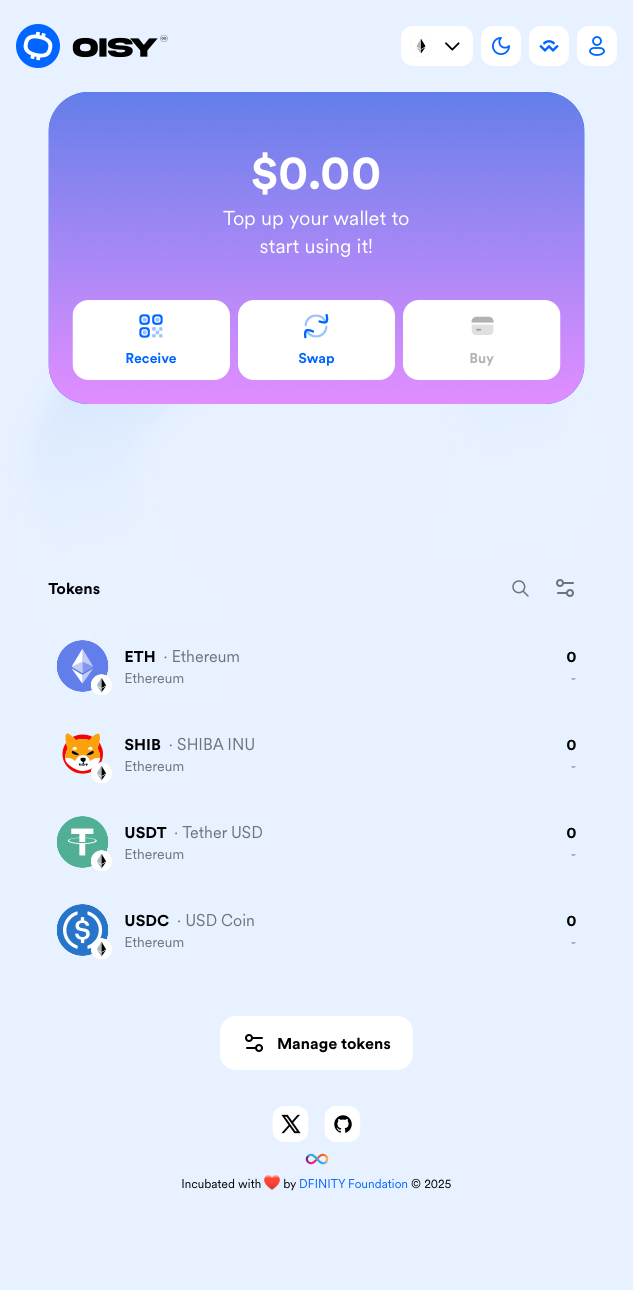 OISY
$0.00
Top up your wallet to
start using it!
Receive
Swap
Buy
Tokens
ETH · Ethereum
0
Ethereum
-
SHIB · SHIBA INU
0
Ethereum
-
USDT · Tether USD
0
Ethereum
-
USDC · USD Coin
0
Ethereum
-
Manage tokens
Incubated with ❤️ by DFINITY Foundation © 2025